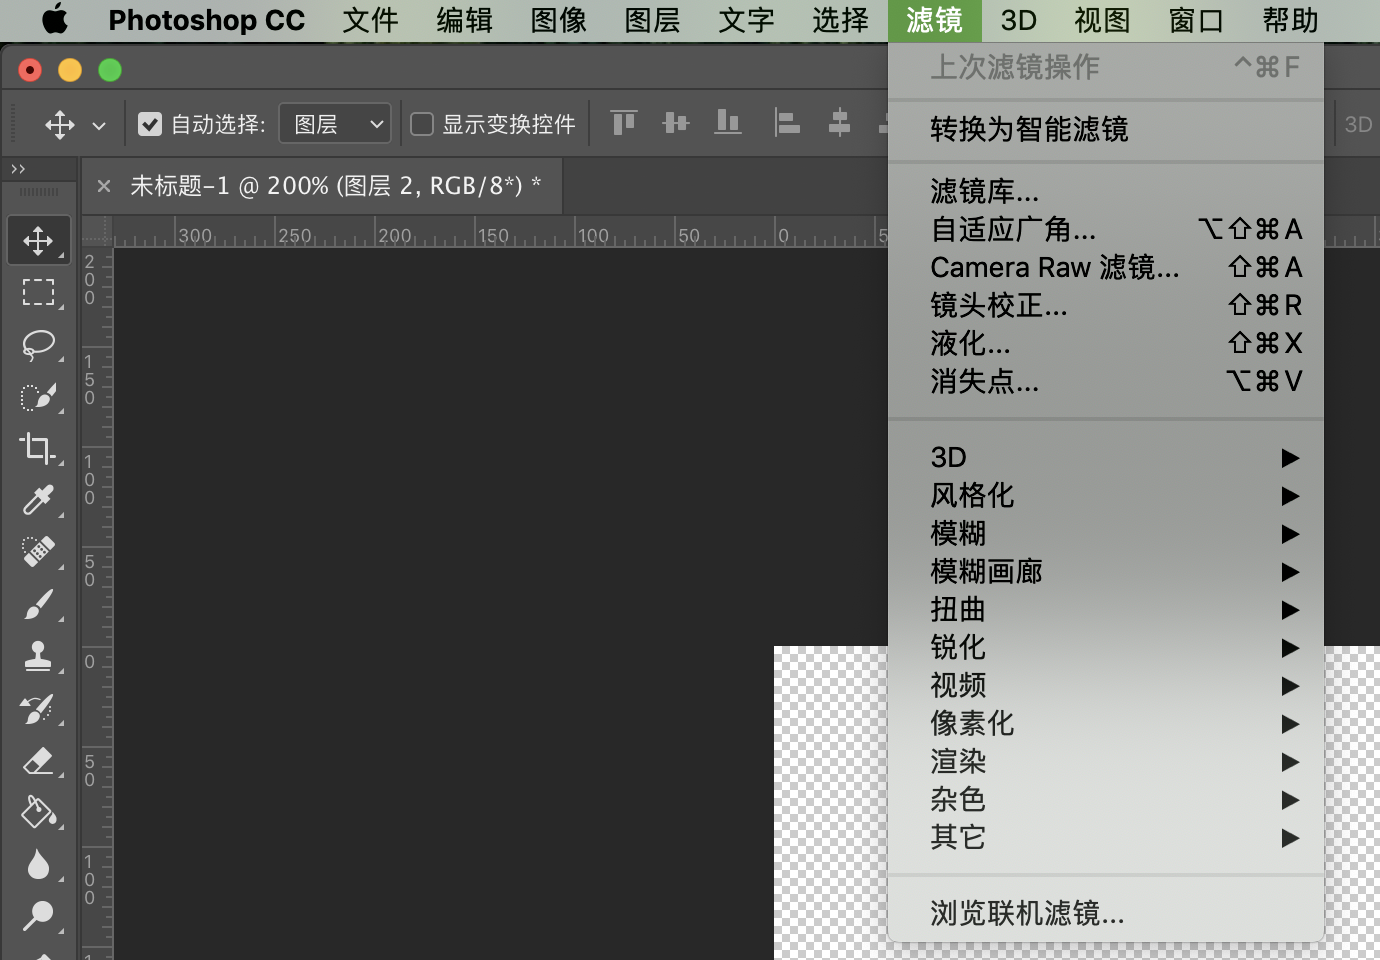 Photoshop CC 文件 编辑 图像 图层 文字 选择 滤镜 3D 视图 窗口 帮助
自动选择: 图层 显示变换控件 3D
× 未标题-1 @ 200% (图层 2, RGB/8*) *
300 250 200 150 100 50 0 5
200
150
100
50
0
50
100
1
上次滤镜操作 ^⌘F
转换为智能滤镜
滤镜库...
自适应广角... ⌥⇧⌘A
Camera Raw 滤镜... ⇧⌘A
镜头校正... ⇧⌘R
液化... ⇧⌘X
消失点... ⌥⌘V
3D
风格化
模糊
模糊画廊
扭曲
锐化
视频
像素化
渲染
杂色
其它
浏览联机滤镜...